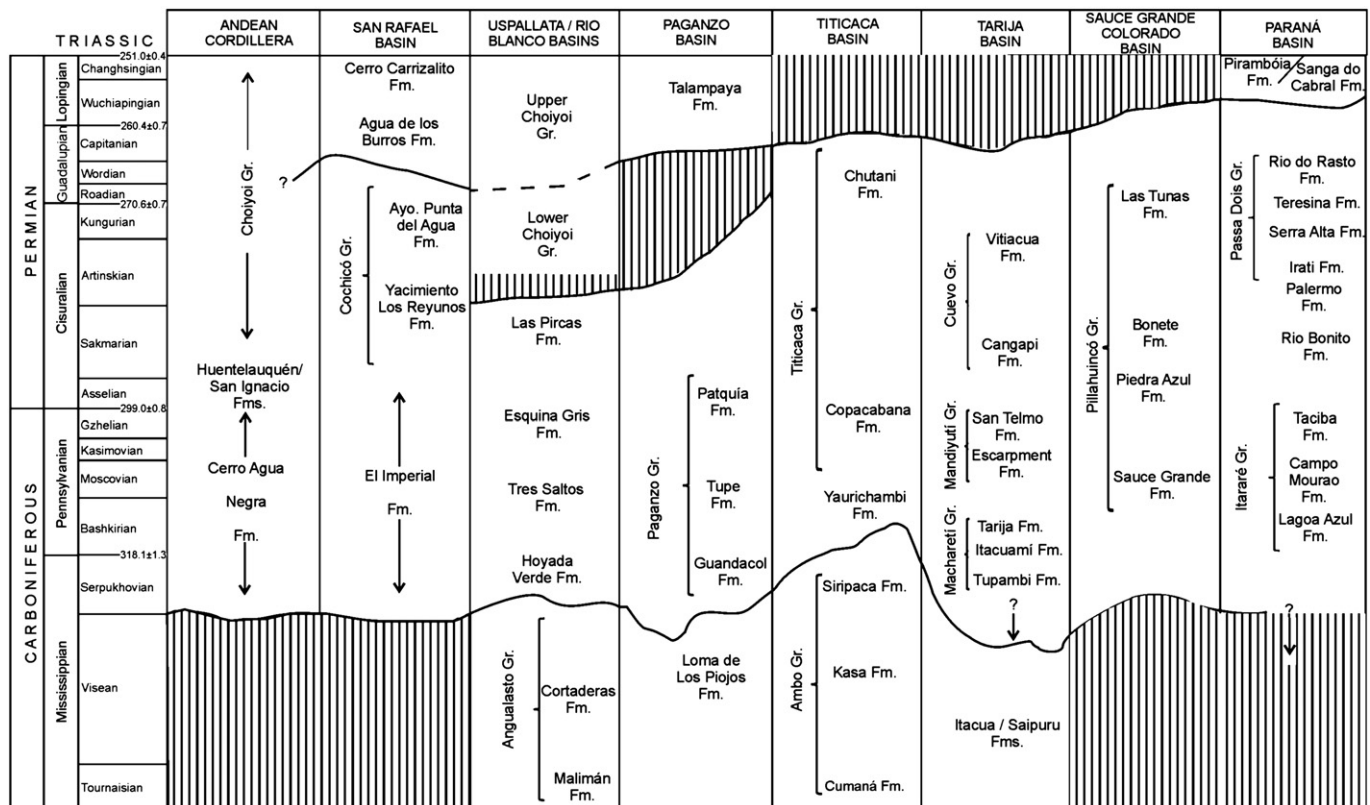 TRIASSIC
ANDEAN
CORDILLERA
SAN RAFAEL
BASIN
USPALLATA / RIO
BLANCO BASINS
PAGANZO
BASIN
TITICACA
BASIN
TARIJA
BASIN
SAUCE GRANDE
COLORADO
BASIN
PARANÁ
BASIN
PERMIAN
CARBONIFEROUS
Lopingian
Guadalupian
Cisuralian
Pennsylvanian
Mississippian
251.0±0.4
Changhsingian
Wuchiapingian
260.4±0.7
Capitanian
Wordian
Roadian
270.6±0.7
Kungurian
Artinskian
Sakmarian
Asselian
299.0±0.8
Gzhelian
Kasimovian
Moscovian
Bashkirian
318.1±1.3
Serpukhovian
Visean
Tournaisian
Choiyoi Gr.
?
Huentelauquén/
San Ignacio
Fms.
Cerro Agua
Negra
Fm.
Cerro Carrizalito
Fm.
Agua de los
Burros Fm.
Cochicó Gr.
Ayo. Punta
del Agua
Fm.
Yacimiento
Los Reyunos
Fm.
El Imperial
Fm.
Upper
Choiyoi
Gr.
Lower
Choiyoi
Gr.
Las Pircas
Fm.
Esquina Gris
Fm.
Tres Saltos
Fm.
Hoyada
Verde Fm.
Angualasto Gr.
Cortaderas
Fm.
Malimán
Fm.
Talampaya
Fm.
Paganzo Gr.
Patquía
Fm.
Tupe
Fm.
Guandacol
Fm.
Loma de
Los Piojos
Fm.
Titicaca Gr.
Chutani
Fm.
Copacabana
Fm.
Yaurichambi
Fm.
Ambo Gr.
Siripaca Fm.
Kasa Fm.
Cumaná Fm.
Cuevo Gr.
Vitiacua
Fm.
Cangapi
Fm.
Mandiyutí Gr.
San Telmo
Fm.
Escarpment
Fm.
Macharetí Gr.
Tarija Fm.
Itacuamí Fm.
Tupambi Fm.
?
Itacua / Saipuru
Fms.
Pillahuincó Gr.
Las Tunas
Fm.
Bonete
Fm.
Piedra Azul
Fm.
Sauce Grande
Fm.
Pirambóia
Fm.
Sanga do
Cabral Fm.
Passa Dois Gr.
Rio do Rasto
Fm.
Teresina Fm.
Serra Alta Fm.
Irati Fm.
Palermo
Fm.
Rio Bonito
Fm.
Itararé Gr.
Taciba
Fm.
Campo
Mourao
Fm.
Lagoa Azul
Fm.
?